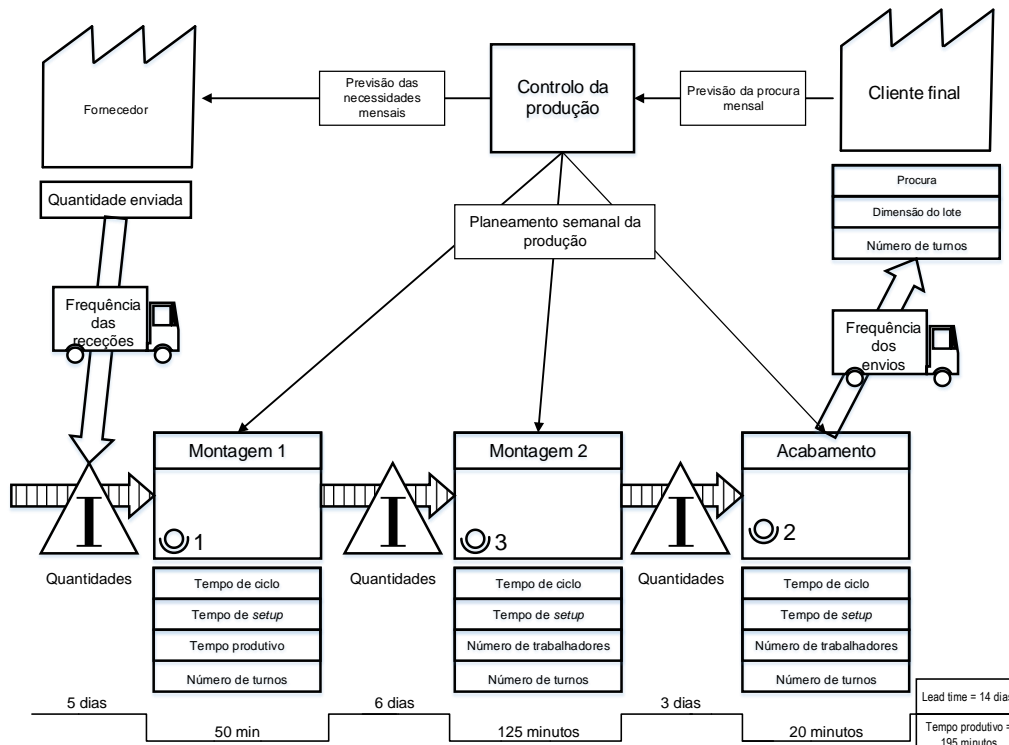 Fornecedor
Previsão das
necessidades
mensais
Controlo da
produção
Previsão da procura
mensal
Cliente final
Quantidade enviada
Procura
Dimensão do lote
Número de turnos
Planeamento semanal da
produção
Frequência
das
receções
Frequência
dos
envios
Montagem 1
Montagem 2
Acabamento
I
1
I
3
I
2
Quantidades
Quantidades
Quantidades
Tempo de ciclo
Tempo de setup
Tempo produtivo
Número de turnos
Tempo de ciclo
Tempo de setup
Número de trabalhadores
Número de turnos
Tempo de ciclo
Tempo de setup
Número de trabalhadores
Número de turnos
5 dias
50 min
6 dias
125 minutos
3 dias
20 minutos
Lead time = 14 dias
Tempo produtivo =
195 minutos